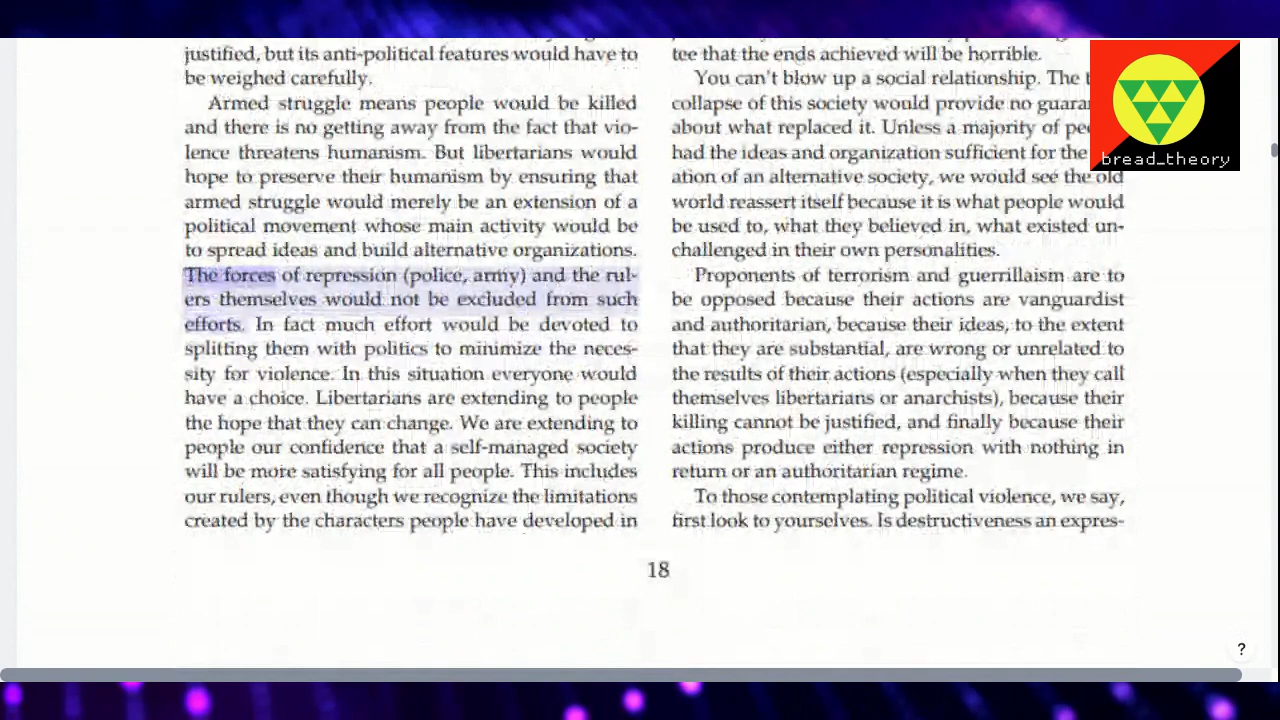 justified, but its anti-political features would have to
be weighed carefully.
Armed struggle means people would be killed
and there is no getting away from the fact that vio-
lence threatens humanism. But libertarians would
hope to preserve their humanism by ensuring that
armed struggle would merely be an extension of a
political movement whose main activity would be
to spread ideas and build alternative organizations.
The forces of repression (police, army) and the rul-
ers themselves would not be excluded from such
efforts. In fact much effort would be devoted to
splitting them with politics to minimize the neces-
sity for violence. In this situation everyone would
have a choice. Libertarians are extending to people
the hope that they can change. We are extending to
people our confidence that a self-managed society
will be more satisfying for all people. This includes
our rulers, even though we recognize the limitations
created by the characters people have developed in
tee that the ends achieved will be horrible.
You can't blow up a social relationship. The
collapse of this society would provide no
about what replaced it. Unless a majority of
had the ideas and organization sufficient for the
ation of an alternative society, we would see the old
world reassert itself because it is what people would
be used to, what they believed in, what existed un-
challenged in their own personalities.
Proponents of terrorism and guerrillaism are to
be opposed because their actions are vanguardist
and authoritarian, because their ideas, to the extent
that they are substantial, are wrong or unrelated to
the results of their actions (especially when they call
themselves libertarians or anarchists), because their
killing cannot be justified, and finally because their
actions produce either repression with nothing in
return or an authoritarian regime.
To those contemplating political violence, we say,
first look to yourselves. Is destructiveness an expres-
18
bread_theory
?